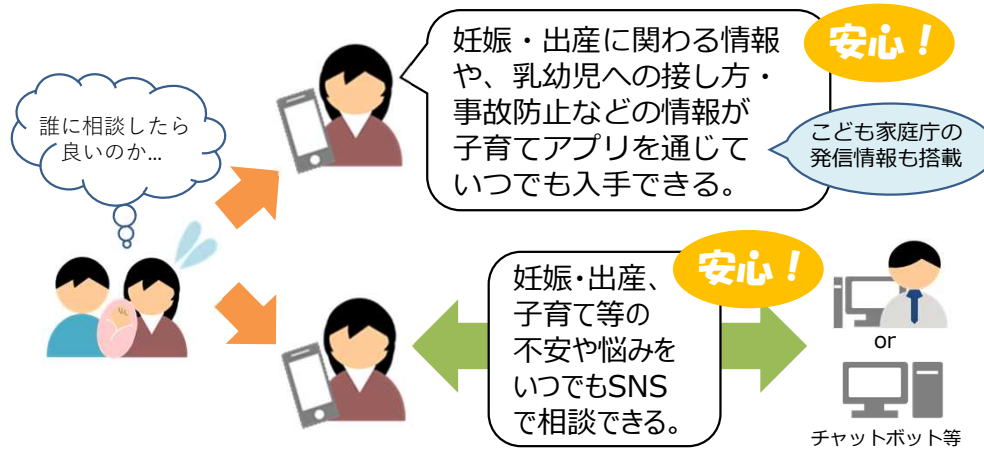 誰に相談したら
良いのか...
妊娠・出産に関わる情報
や、乳幼児への接し方・
事故防止などの情報が
子育てアプリを通じて
いつでも入手できる。
安心！
こども家庭庁の
発信情報も搭載
妊娠・出産、
子育て等の
不安や悩みを
いつでもSNS
で相談できる。
安心！
or
チャットボット等